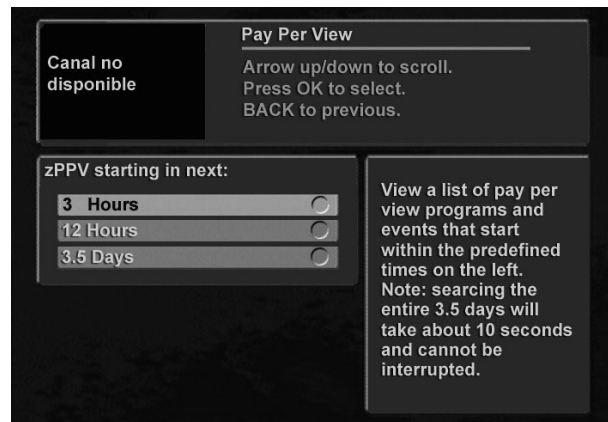 Canal no
disponible
Pay Per View
Arrow up/down to scroll.
Press OK to select.
BACK to previous.
zPPV starting in next:
3 Hours
12 Hours
3.5 Days
View a list of pay per
view programs and
events that start
within the predefined
times on the left.
Note: searcing the
entire 3.5 days will
take about 10 seconds
and cannot be
interrupted.